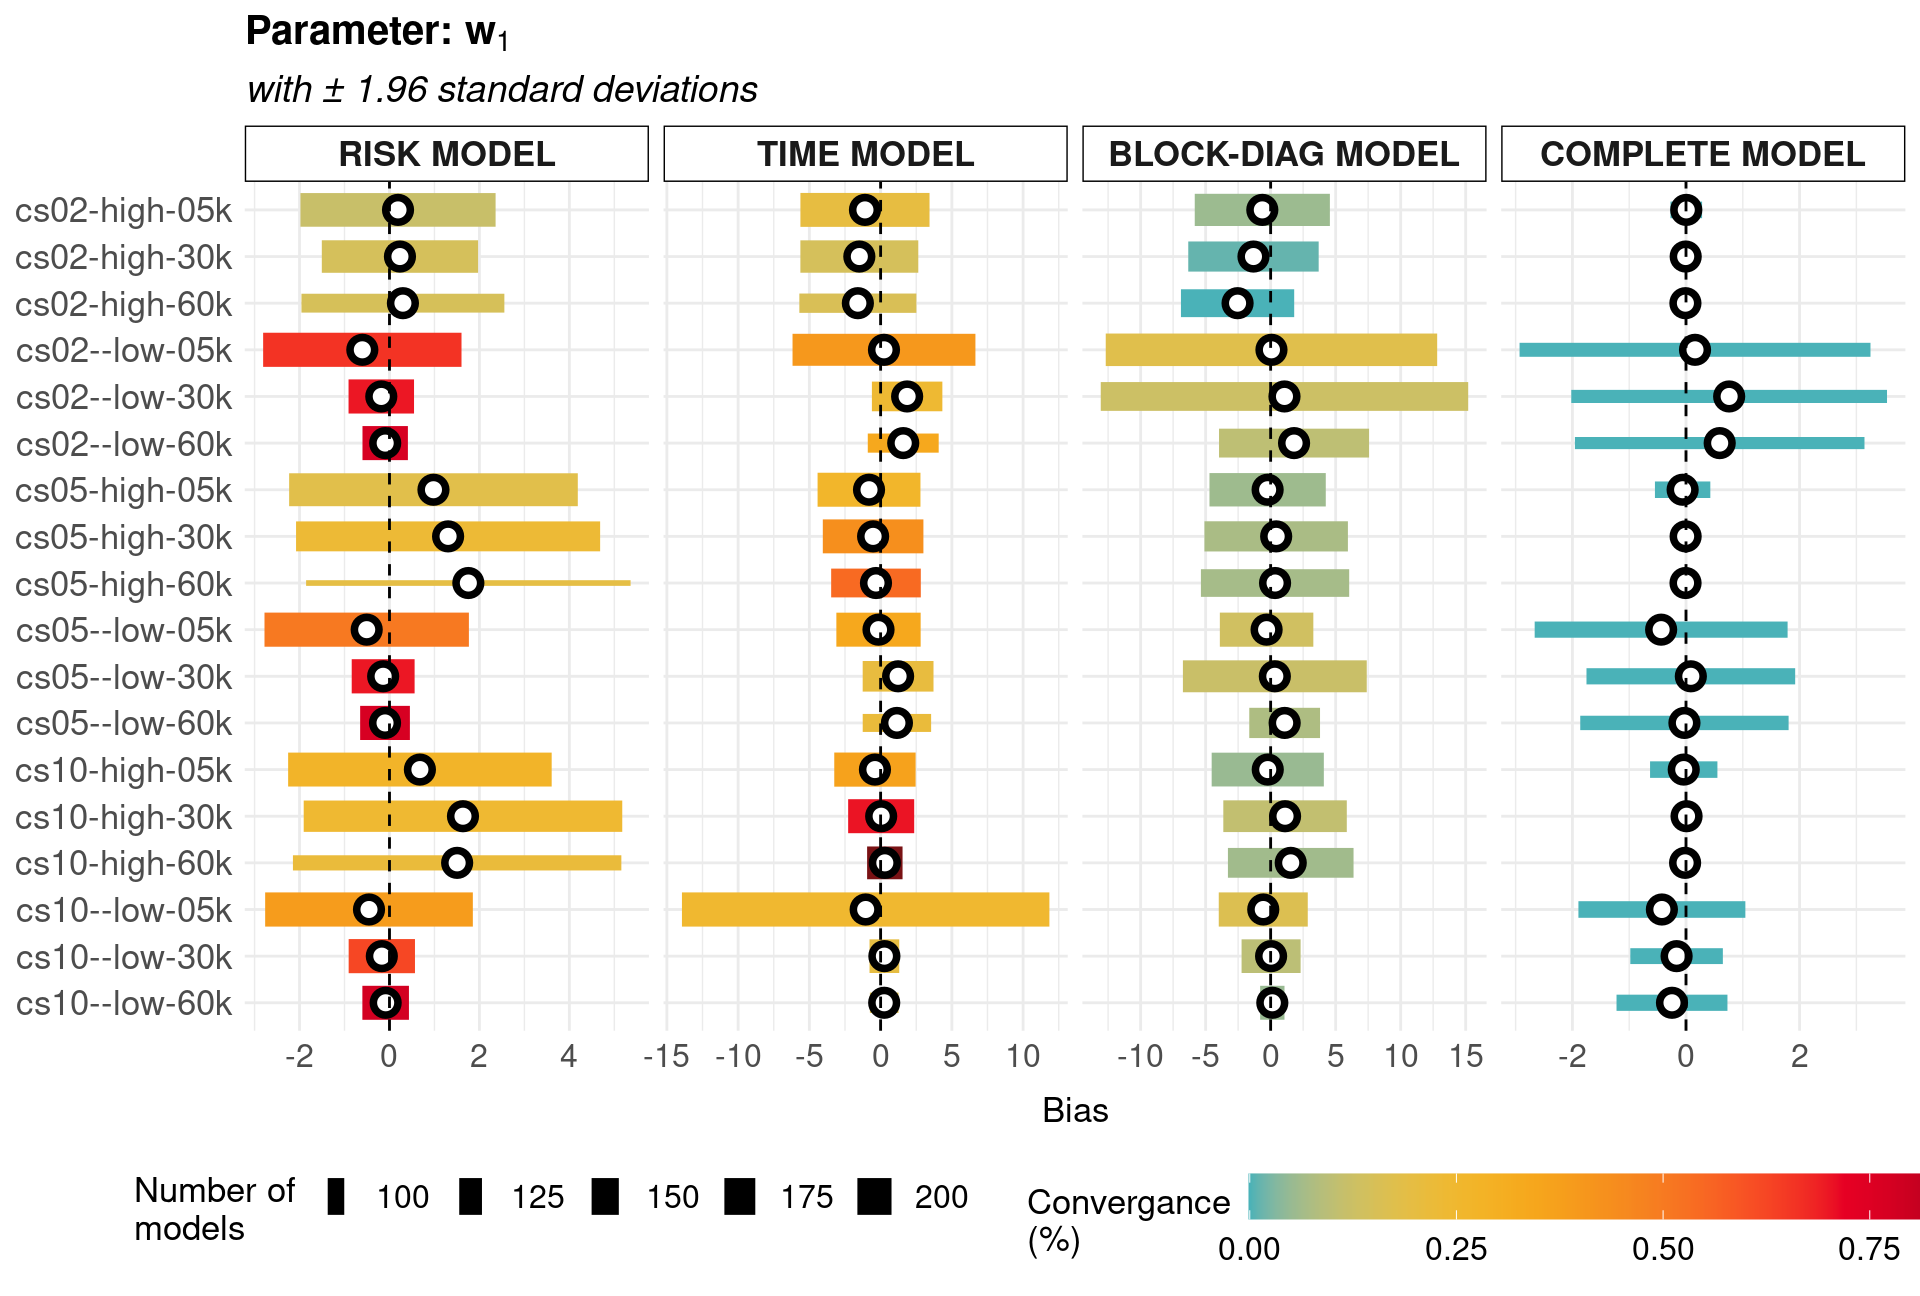 Parameter: w₁
with ± 1.96 standard deviations
RISK MODEL TIME MODEL BLOCK-DIAG MODEL COMPLETE MODEL
cs02-high-05k
cs02-high-30k
cs02-high-60k
cs02--low-05k
cs02--low-30k
cs02--low-60k
cs05-high-05k
cs05-high-30k
cs05-high-60k
cs05--low-05k
cs05--low-30k
cs05--low-60k
cs10-high-05k
cs10-high-30k
cs10-high-60k
cs10--low-05k
cs10--low-30k
cs10--low-60k
-2 0 2 4 -15 -10 -5 0 5 10 -10 -5 0 5 10 15 -2 0 2
Bias
Number of
models
100 125 150 175 200
Convergance
(%)
0.00 0.25 0.50 0.75